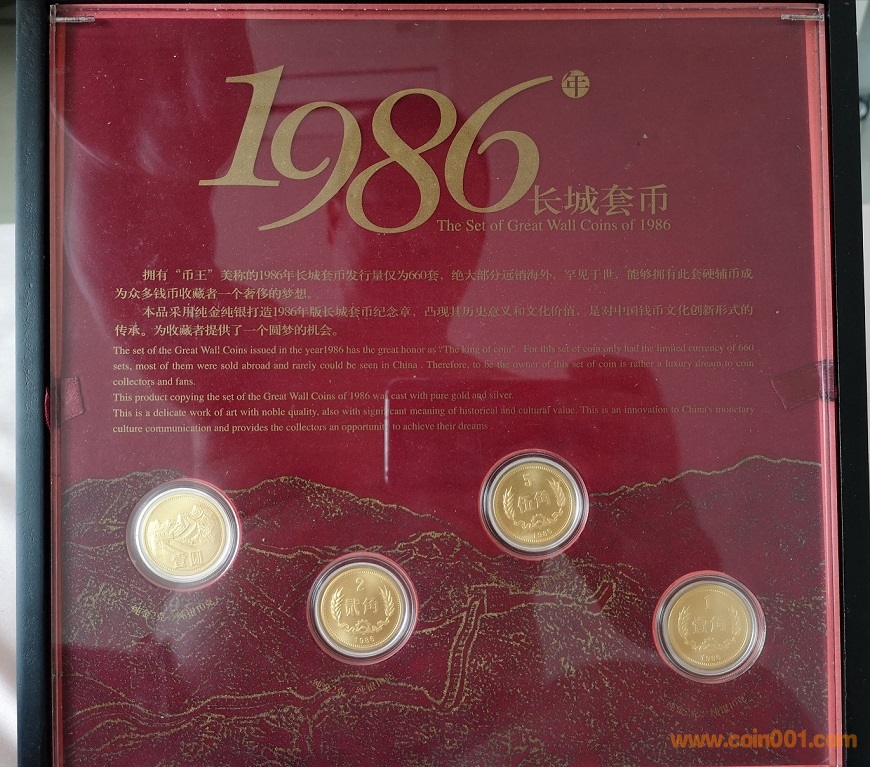 1986年
长城套币
The Set of Great Wall Coins of 1986
拥有“币王”美称的1986年长城套币发行量仅为660套，绝大部分远销海外，罕见于世，能够拥有此套硬辅币成
为众多钱币收藏者一个奢侈的梦想。
本品采用纯金纯银打造1986年版长城套币纪念章，凸现其历史意义和文化价值，是对中国钱币文化创新形式的
传承。为收藏者提供了一个圆梦的机会。
The set of the Great Wall Coins issued in the year1986 has the great honor as "The king of coin". For this set of coin only had the limited currency of 660
sets, most of them were sold abroad and rarely could be seen in China . Therefore, to be the owner of this set of coin is rather a luxury dream to coin
collectors and fans.
This product copying the set of the Great Wall Coins of 1986 was cast with pure gold and silver.
This is a delicate work of art with noble quality, also with significant meaning of historical and cultural value. This is an innovation to China's monetary
culture communication and provides the collectors an opportunity to achieve their dreams .
5
伍角
1986
壹圆
2
贰角
1986
1
壹角
1986
纯金2克 纯银10克
www.coin001.com